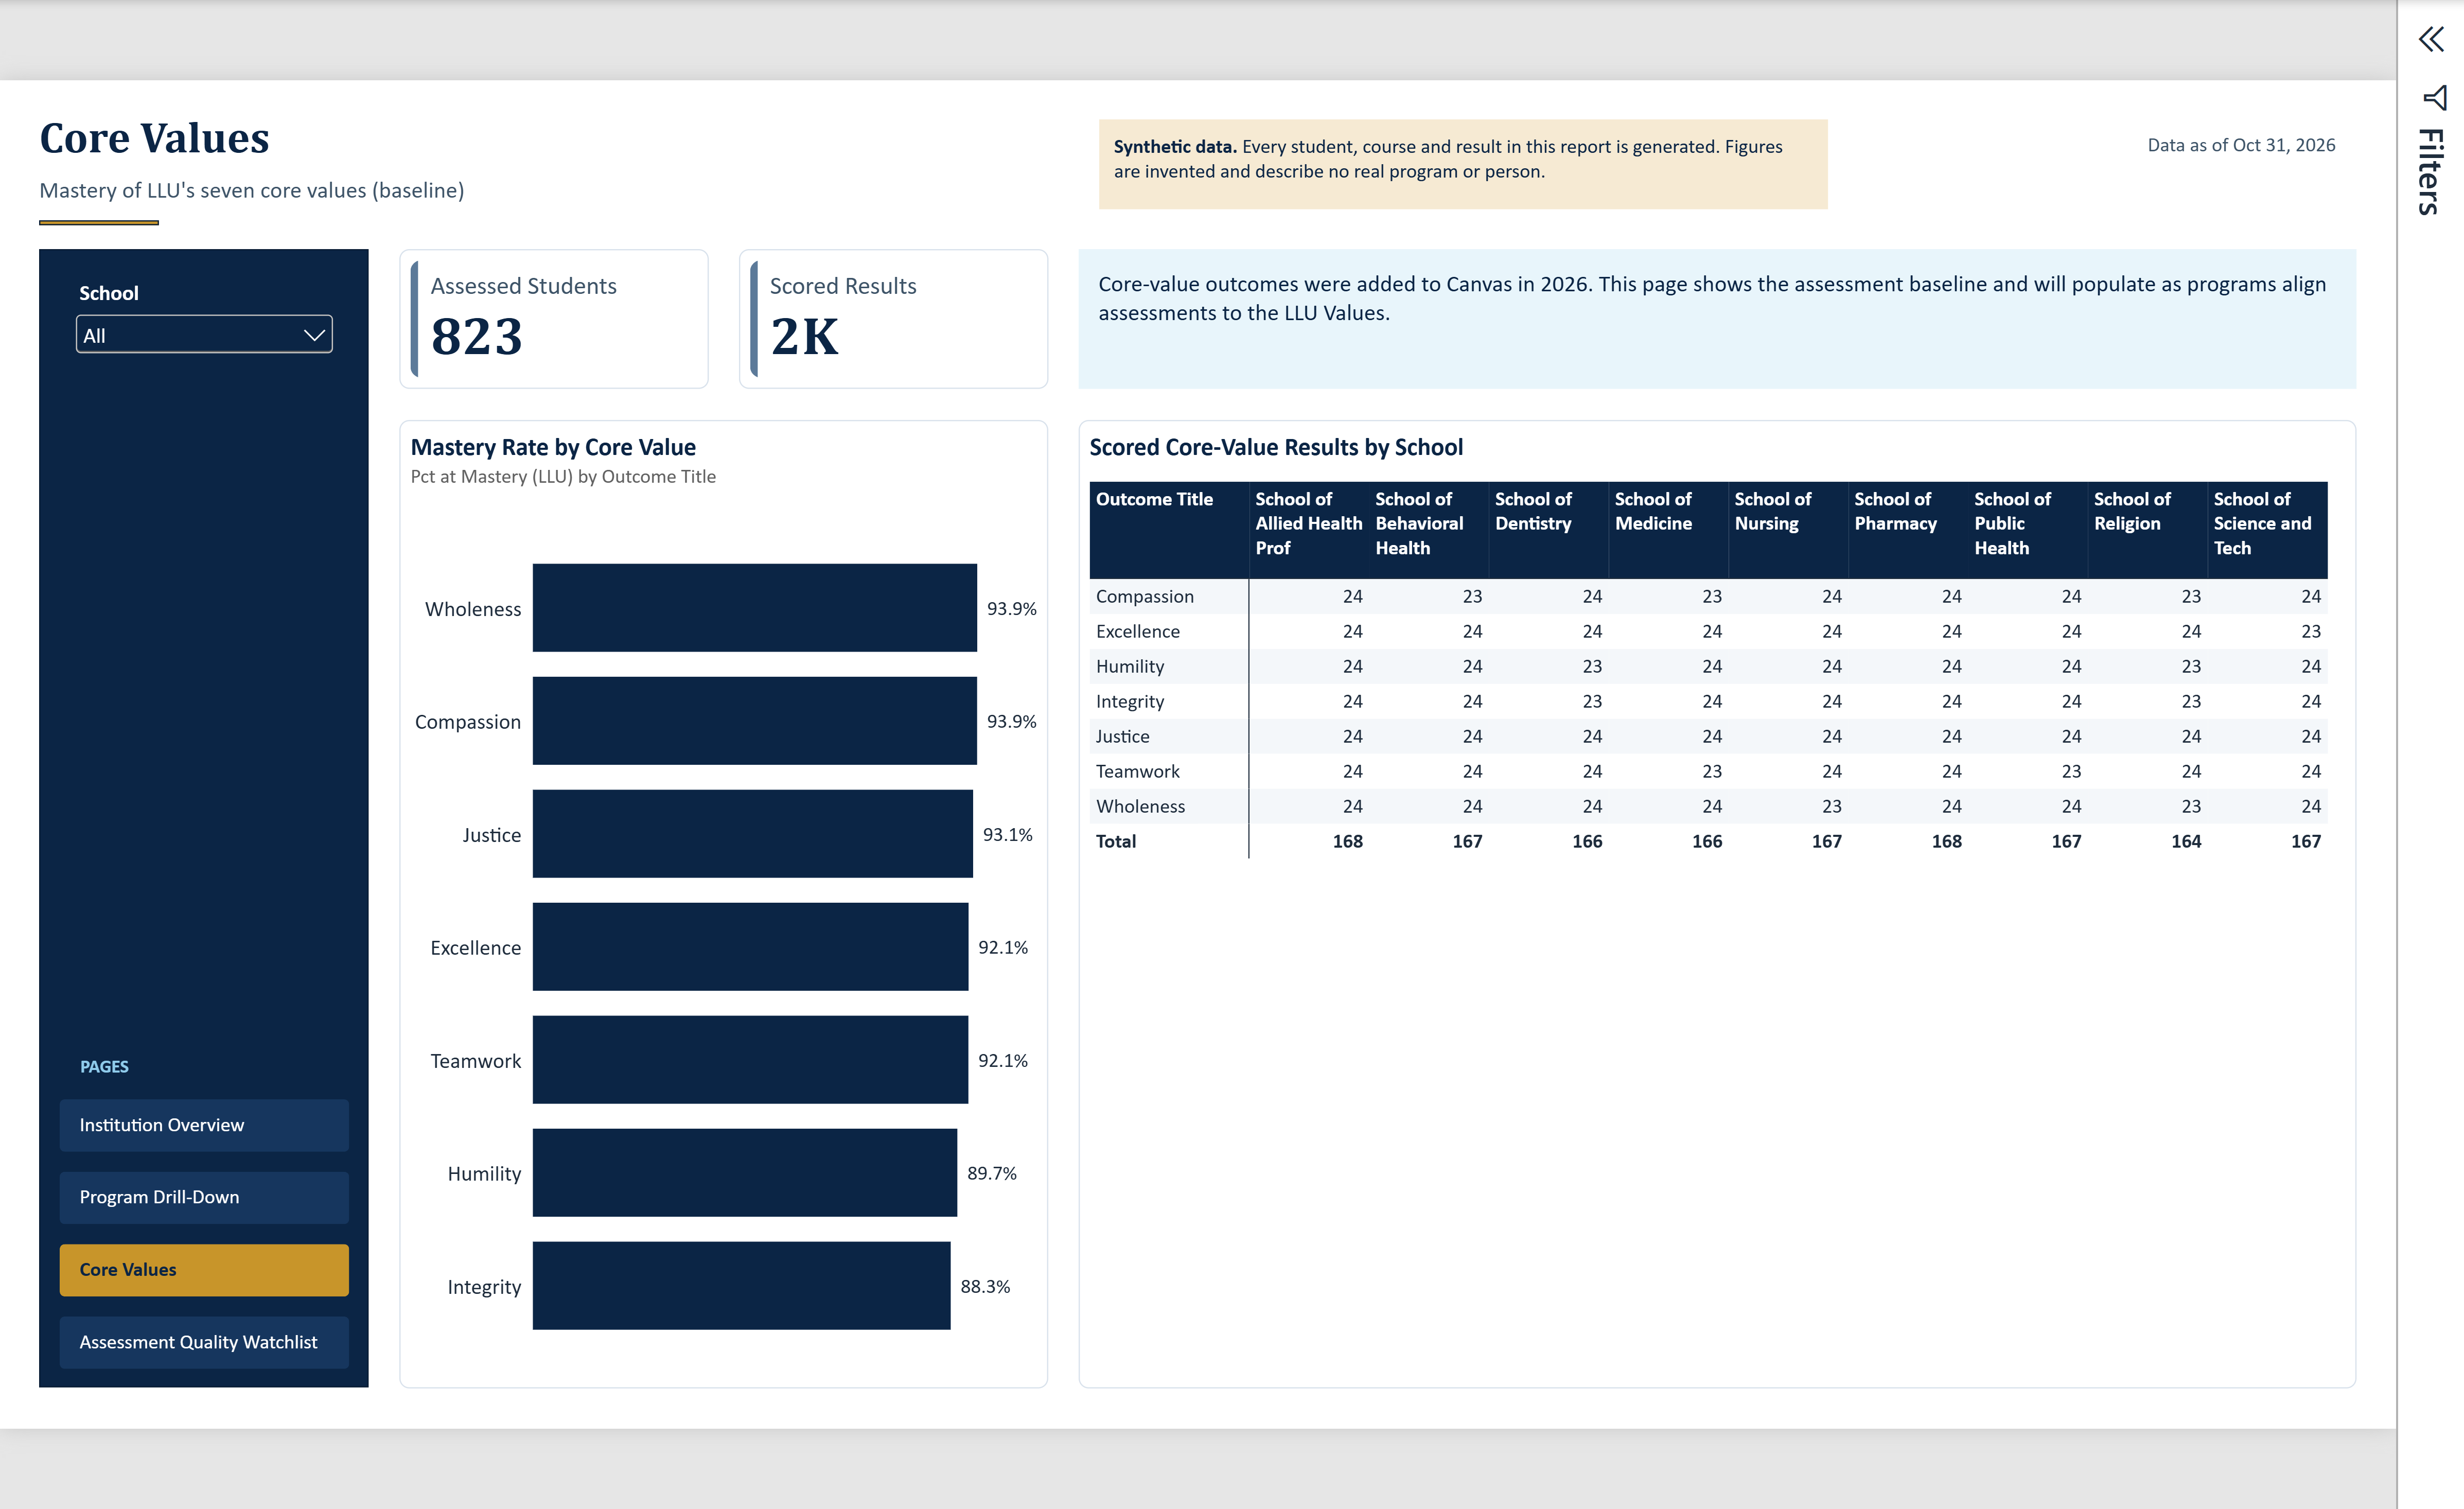 Core Values
Mastery of LLU's seven core values (baseline)
Synthetic data. Every student, course and result in this report is generated. Figures
are invented and describe no real program or person.
Data as of Oct 31, 2026
Filters
School
All
Assessed Students
823
Scored Results
2K
Core-value outcomes were added to Canvas in 2026. This page shows the assessment baseline and will populate as programs align
assessments to the LLU Values.
Mastery Rate by Core Value
Pct at Mastery (LLU) by Outcome Title
Wholeness 93.9%
Compassion 93.9%
Justice 93.1%
Excellence 92.1%
Teamwork 92.1%
Humility 89.7%
Integrity 88.3%
Scored Core-Value Results by School
Outcome Title School of School of School of School of School of School of School of School of School of
Allied Health Behavioral Dentistry Medicine Nursing Pharmacy Public Religion Science and
Prof Health Health Tech
Compassion 24 23 24 23 24 24 24 23 24
Excellence 24 24 24 24 24 24 24 24 23
Humility 24 24 23 24 24 24 24 23 24
Integrity 24 24 23 24 24 24 24 23 24
Justice 24 24 24 24 24 24 24 24 24
Teamwork 24 24 24 23 24 24 23 24 24
Wholeness 24 24 24 24 23 24 24 23 24
Total 168 167 166 166 167 168 167 164 167
PAGES
Institution Overview
Program Drill-Down
Core Values
Assessment Quality Watchlist